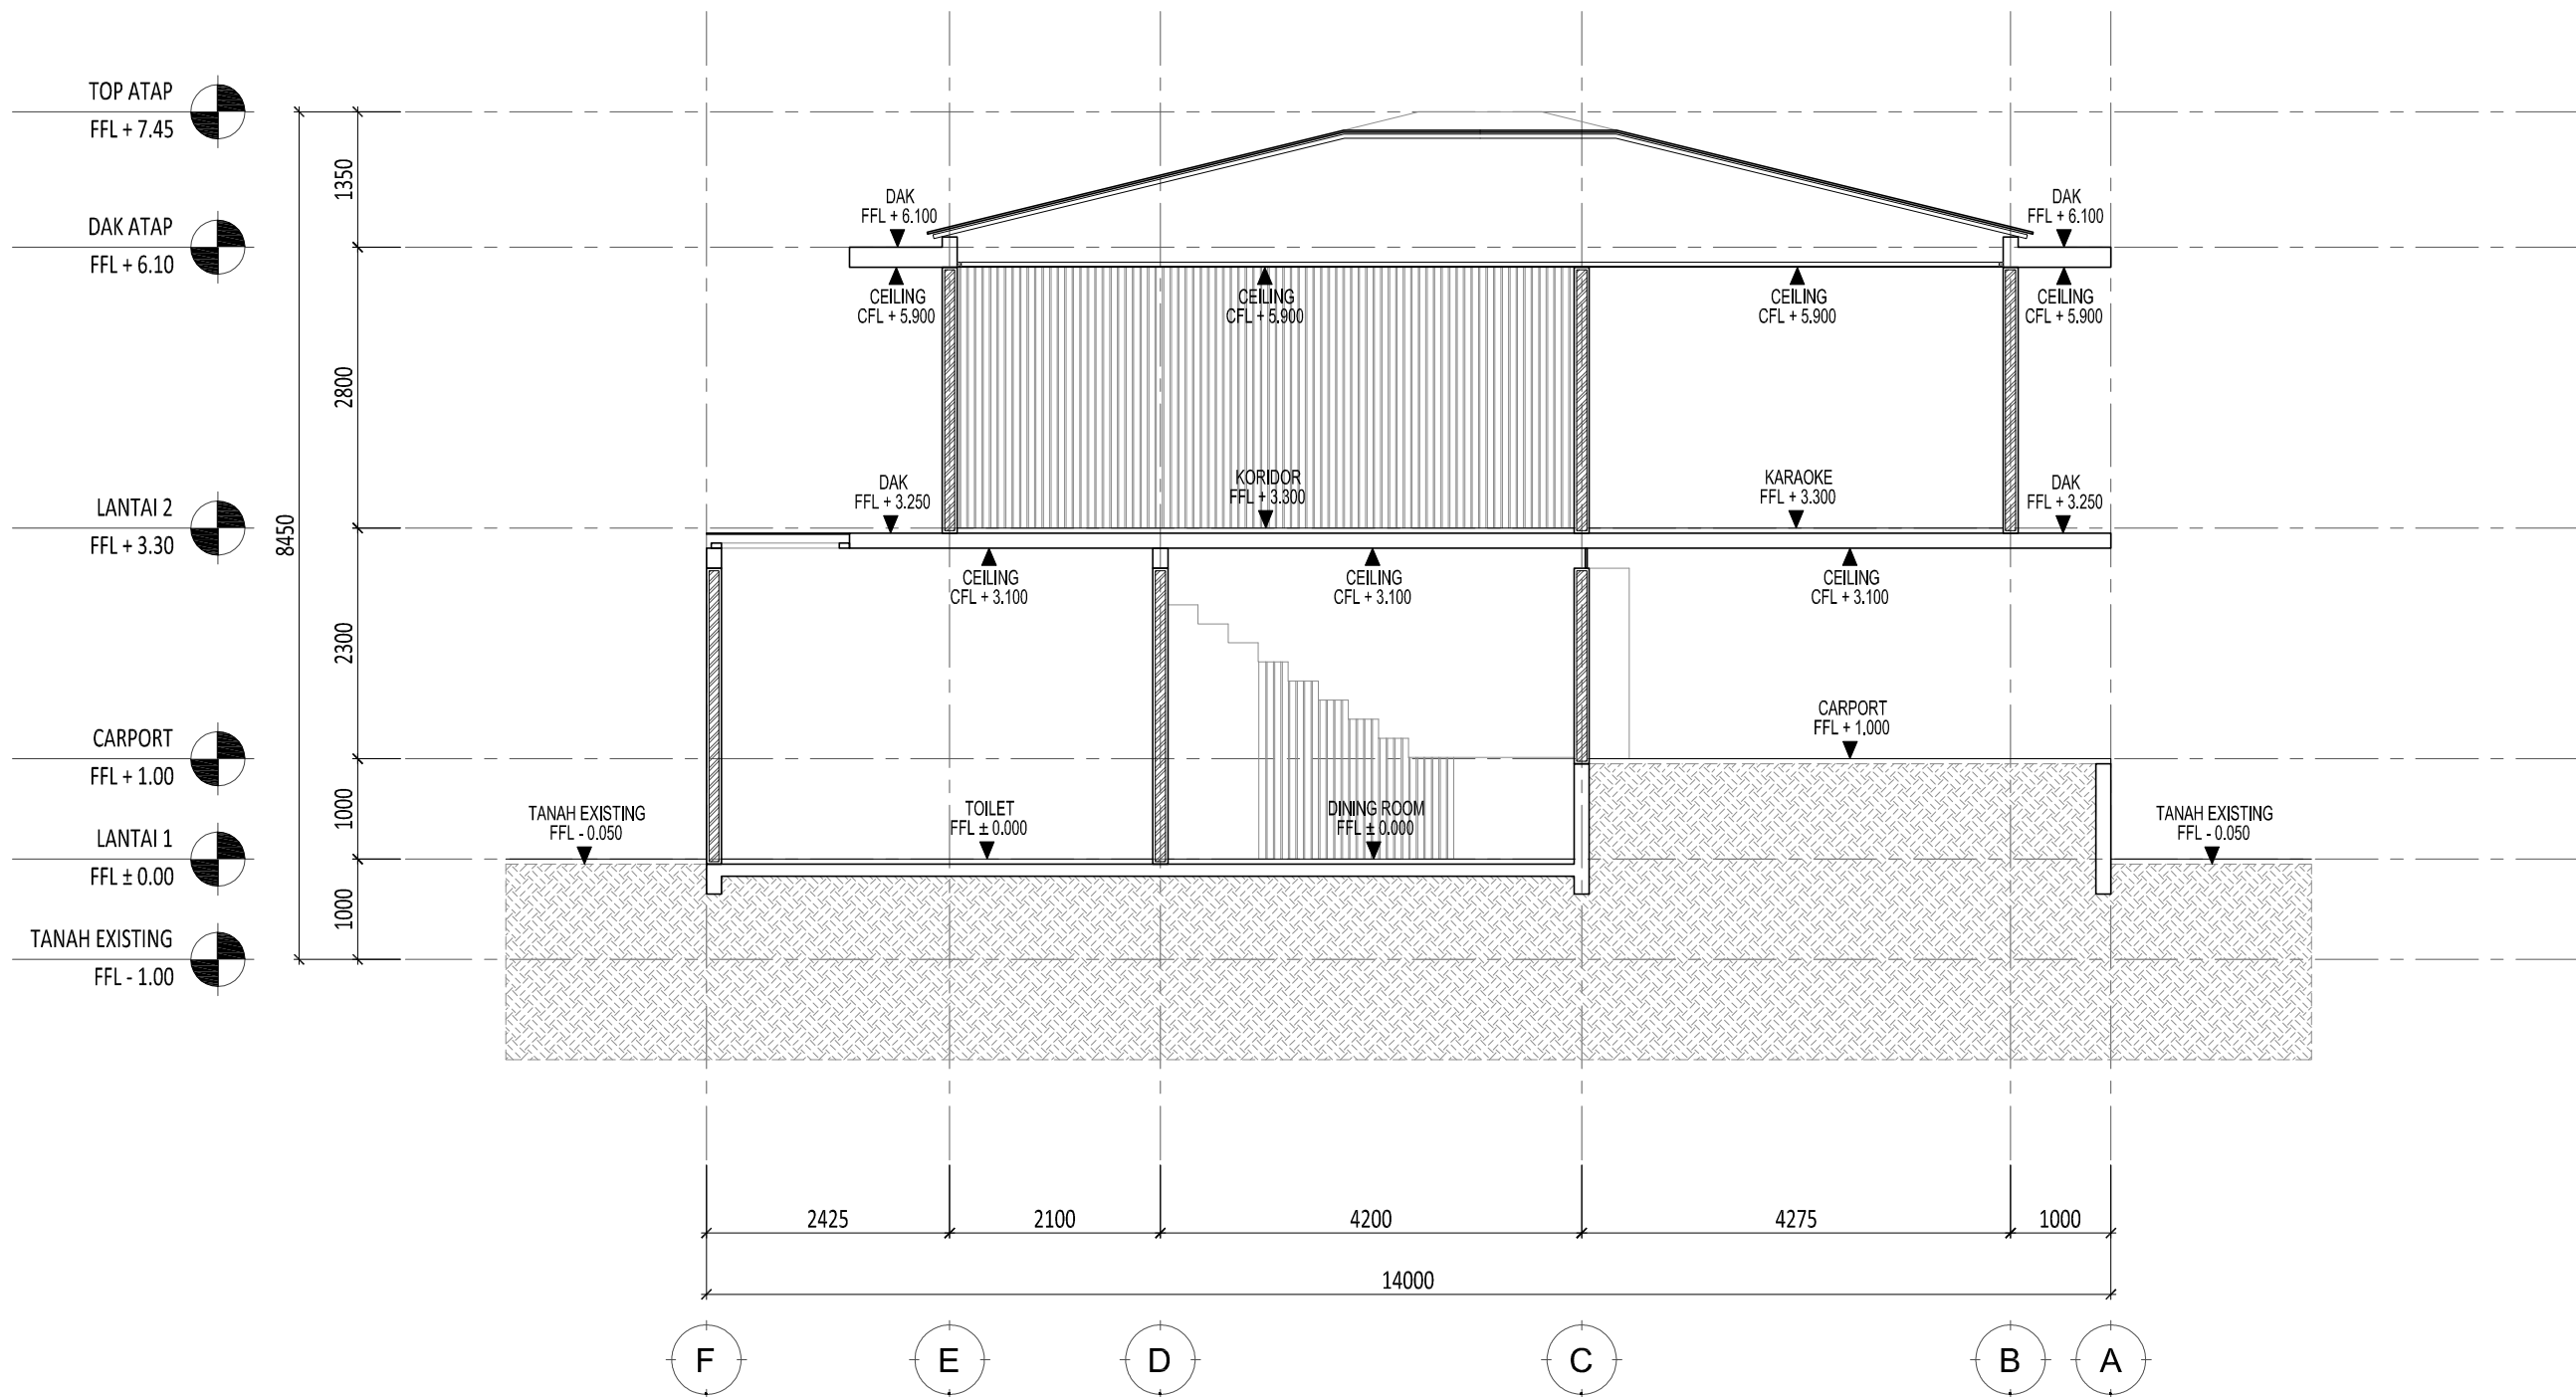 TOP ATAP
FFL + 7.45
DAK ATAP
FFL + 6.10
LANTAI 2
FFL + 3.30
CARPORT
FFL + 1.00
LANTAI 1
FFL ± 0.00
TANAH EXISTING
FFL - 1.00
8450
1350
2800
2300
1000
1000
DAK
FFL + 6.100
DAK
FFL + 6.100
CEILING
CFL + 5.900
CEILING
CFL + 5.900
CEILING
CFL + 5.900
CEILING
CFL + 5.900
DAK
FFL + 3.250
KORIDOR
FFL + 3.300
KARAOKE
FFL + 3.300
DAK
FFL + 3.250
CEILING
CFL + 3.100
CEILING
CFL + 3.100
CEILING
CFL + 3.100
CARPORT
FFL + 1.000
TANAH EXISTING
FFL - 0.050
TOILET
FFL ± 0.000
DINING ROOM
FFL ± 0.000
TANAH EXISTING
FFL - 0.050
2425
2100
4200
4275
1000
14000
F
E
D
C
B
A